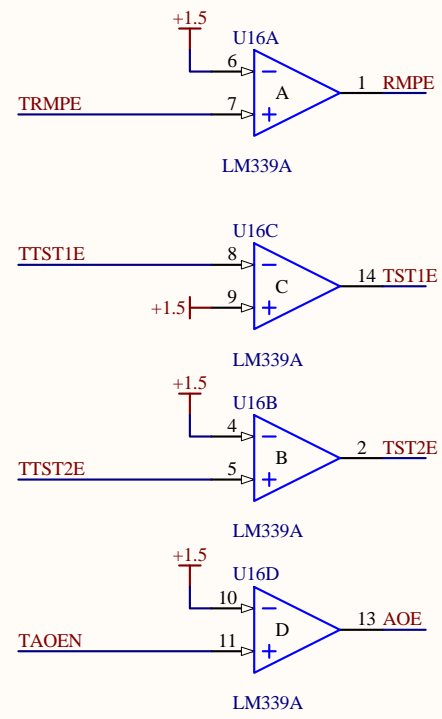 +1.5
U16A
6
−
A
1 RMPE
TRMPE
7
+
LM339A
U16C
TTST1E
8
−
C
14 TST1E
+1.5
9
+
LM339A
+1.5
U16B
4
−
B
2 TST2E
TTST2E
5
+
LM339A
+1.5
U16D
10
−
D
13 AOE
TAOEN
11
+
LM339A